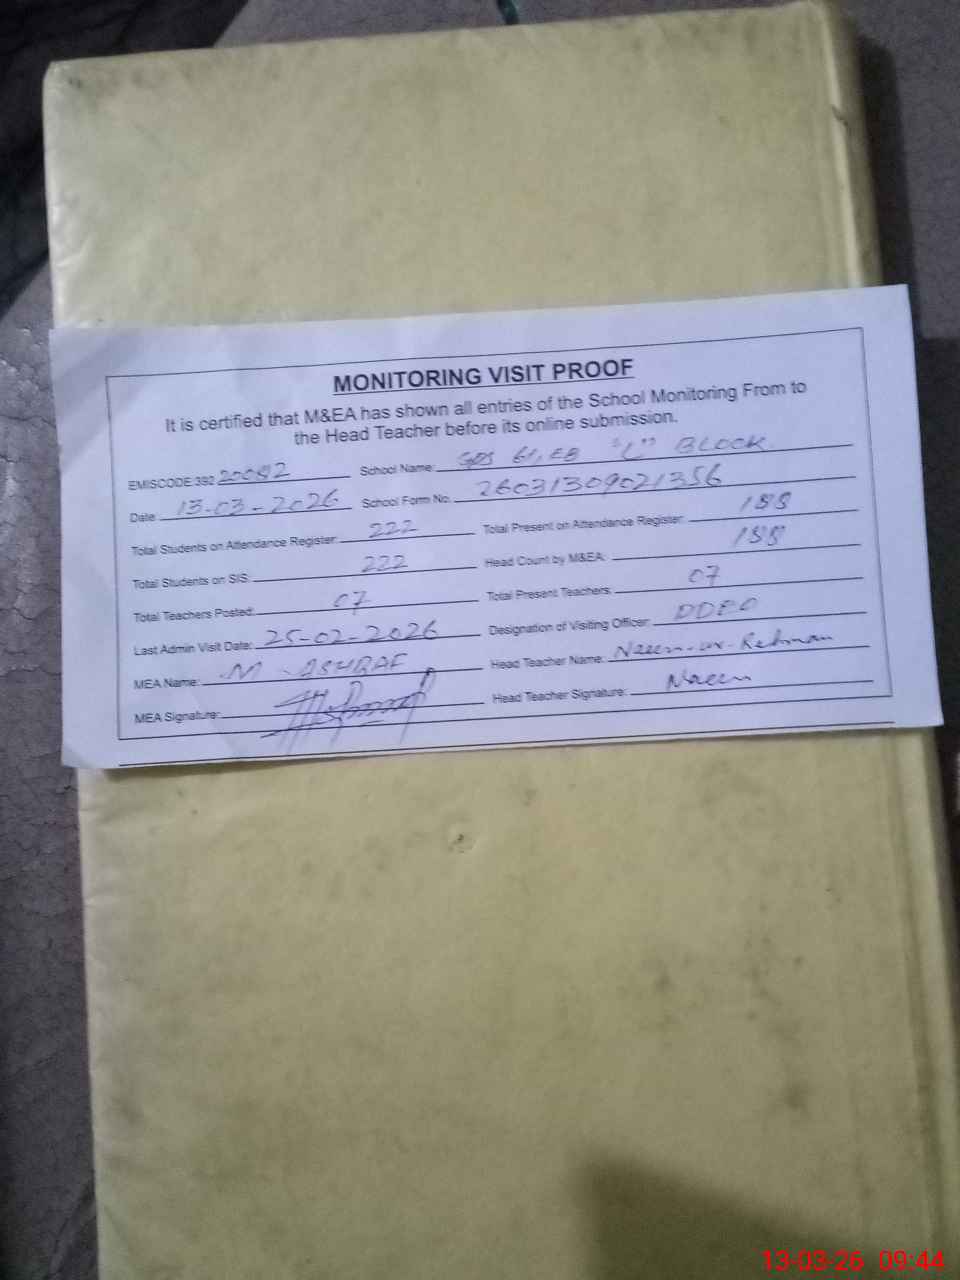 MONITORING VISIT PROOF
It is certified that M&EA has shown all entries of the School Monitoring From to
the Head Teacher before its online submission.
EMISCODE:392 20082 School Name: GPS 61, EB "L" BLOCK
Date: 13-03-2026 School Form No. 26031309021356
Total Students on Attendance Register: 222 Total Present on Attendance Register: 188
Total Students on SIS: 222 Head Count by M&EA: 188
Total Teachers Posted: 07 Total Present Teachers: 07
Last Admin Visit Date: 25-02-2026 Designation of Visiting Officer: DDEO
MEA Name: M. ASHRAF Head Teacher Name: Naeem-ur-Rehman
MEA Signature: Head Teacher Signature: Naeem
13-03-26 09:44